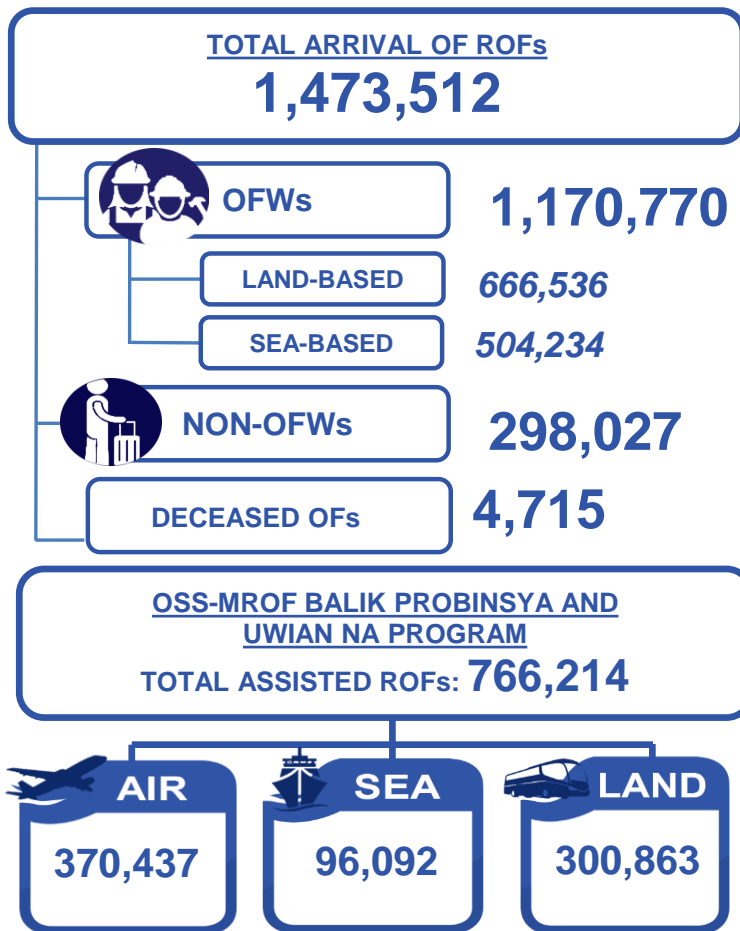 TOTAL ARRIVAL OF ROFs
1,473,512
OFWs 1,170,770
LAND-BASED 666,536
SEA-BASED 504,234
NON-OFWs 298,027
DECEASED OFs 4,715
OSS-MROF BALIK PROBINSYA AND
UWIAN NA PROGRAM
TOTAL ASSISTED ROFs: 766,214
AIR SEA LAND
370,437 96,092 300,863